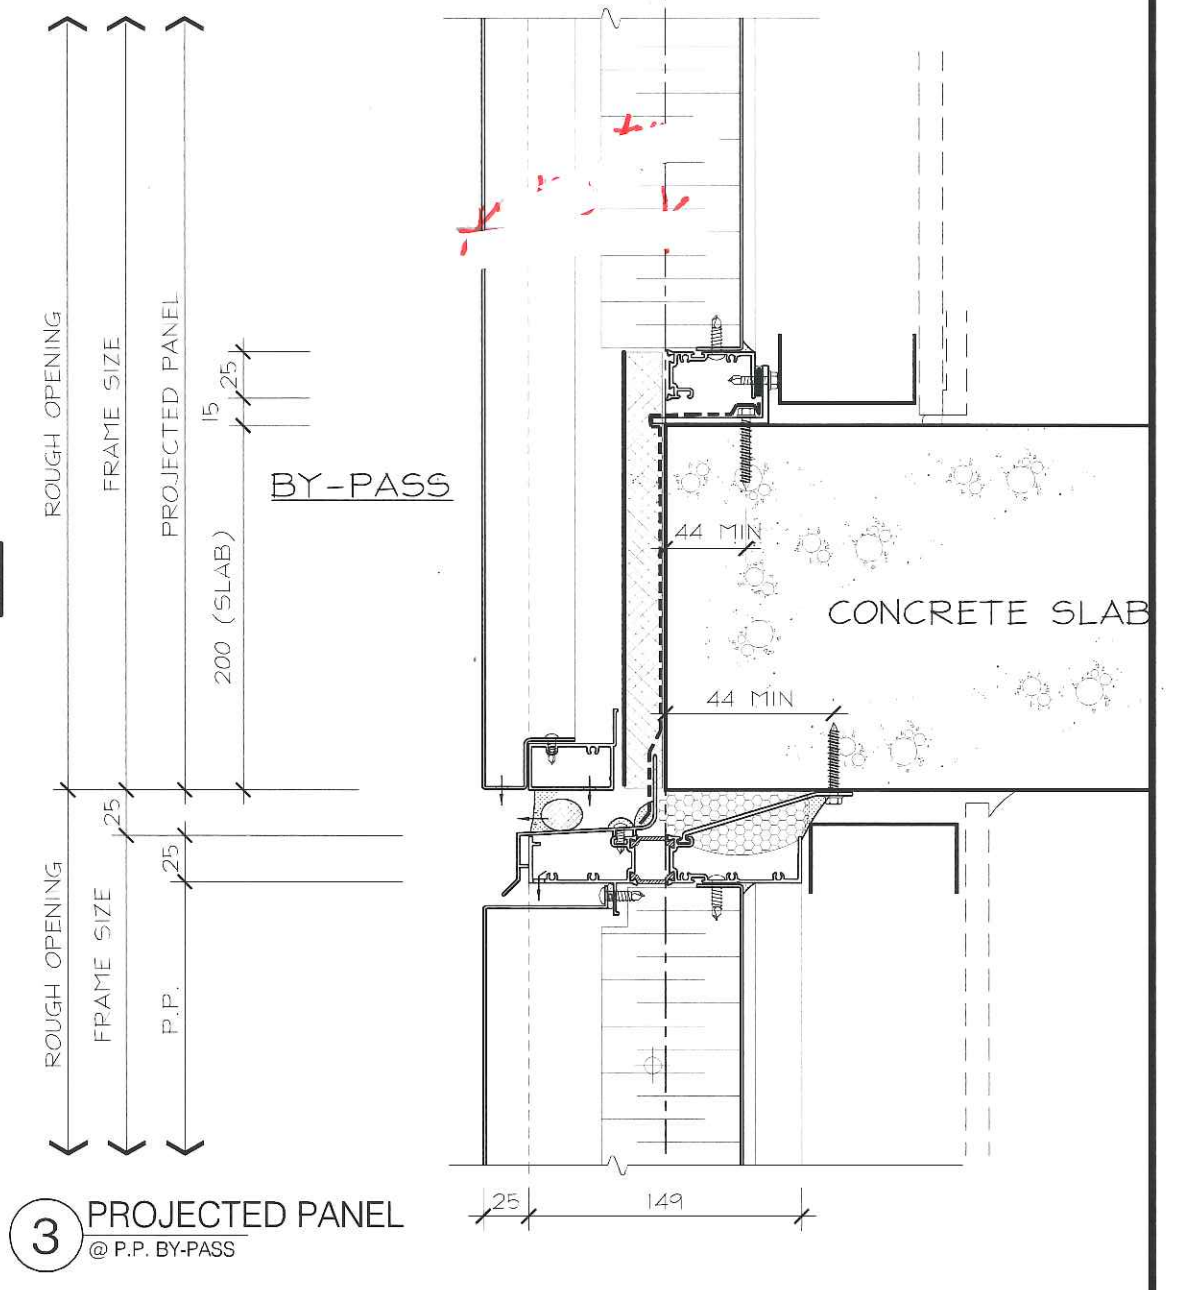 ROUGH OPENING
FRAME SIZE
PROJECTED PANEL
25
15
200 (SLAB)
BY-PASS
44 MIN
CONCRETE SLAB
44 MIN
25
25
ROUGH OPENING
FRAME SIZE
P.P.
25
149
3
PROJECTED PANEL
@ P.P. BY-PASS